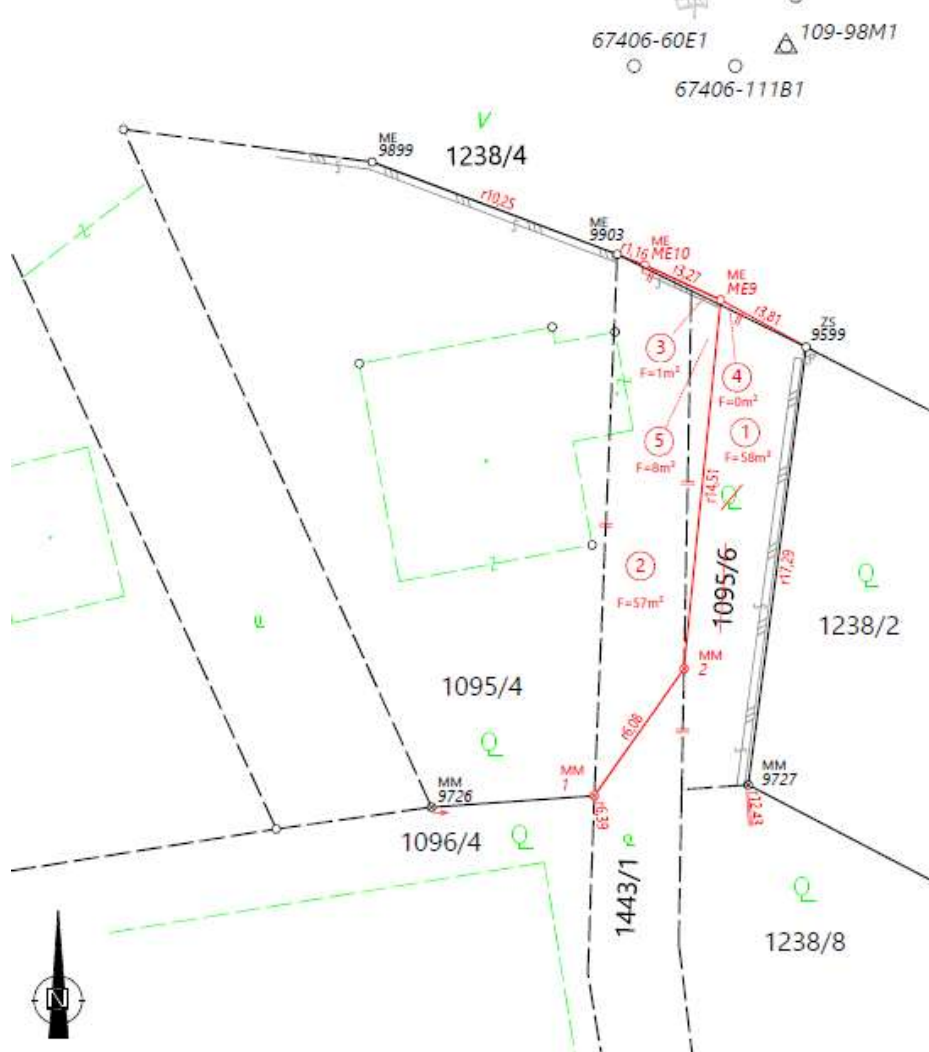 67406-60E1
109-98M1
67406-111B1
ME
9899
1238/4
r10,25
ME
9903
r1,16
ME
ME10
r3,27
ME
ME9
r3,81
ZS
9599
3
F=1m²
4
F=0m²
5
F=8m²
1
F=58m²
r14,51
2
F=57m²
1095/6
r17,29
1238/2
1095/4
MM
2
r6,08
MM
1
MM
9726
MM
9727
r6,39
r12,43
1096/4
1443/1
1238/8
N